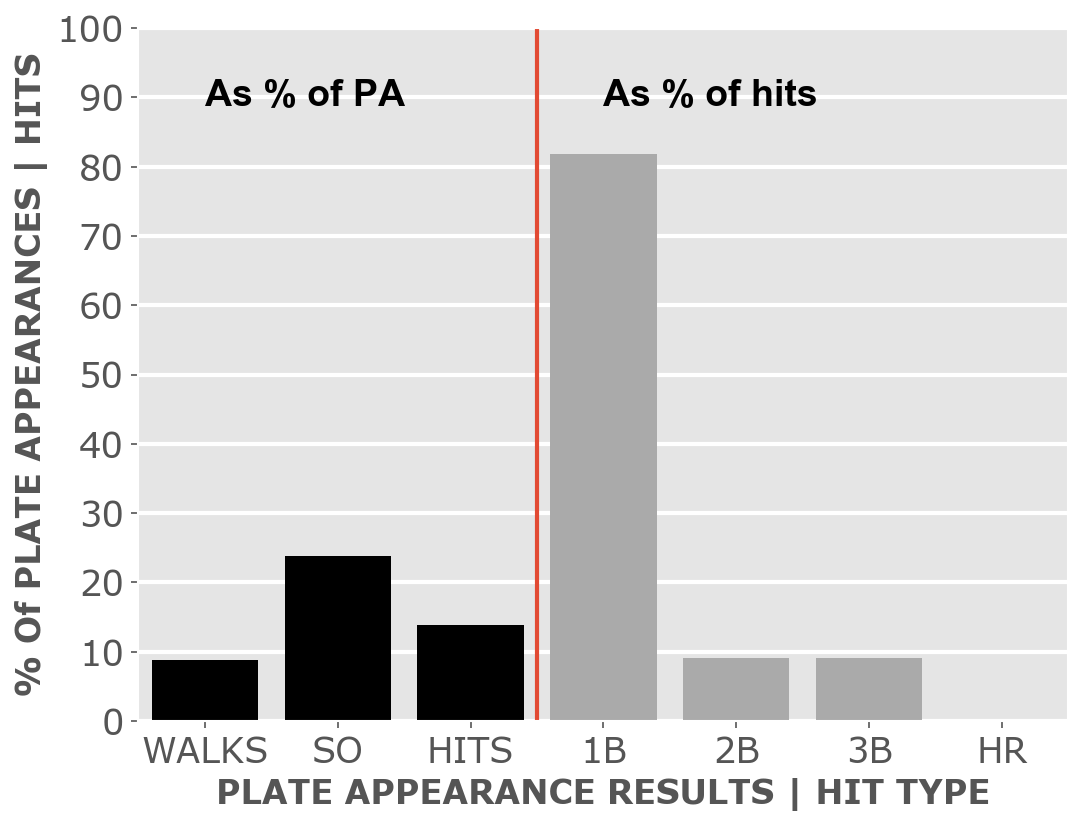 % Of PLATE APPEARANCES | HITS
100
90
80
70
60
50
40
30
20
10
0
As % of PA
As % of hits
WALKS SO HITS 1B 2B 3B HR
PLATE APPEARANCE RESULTS | HIT TYPE